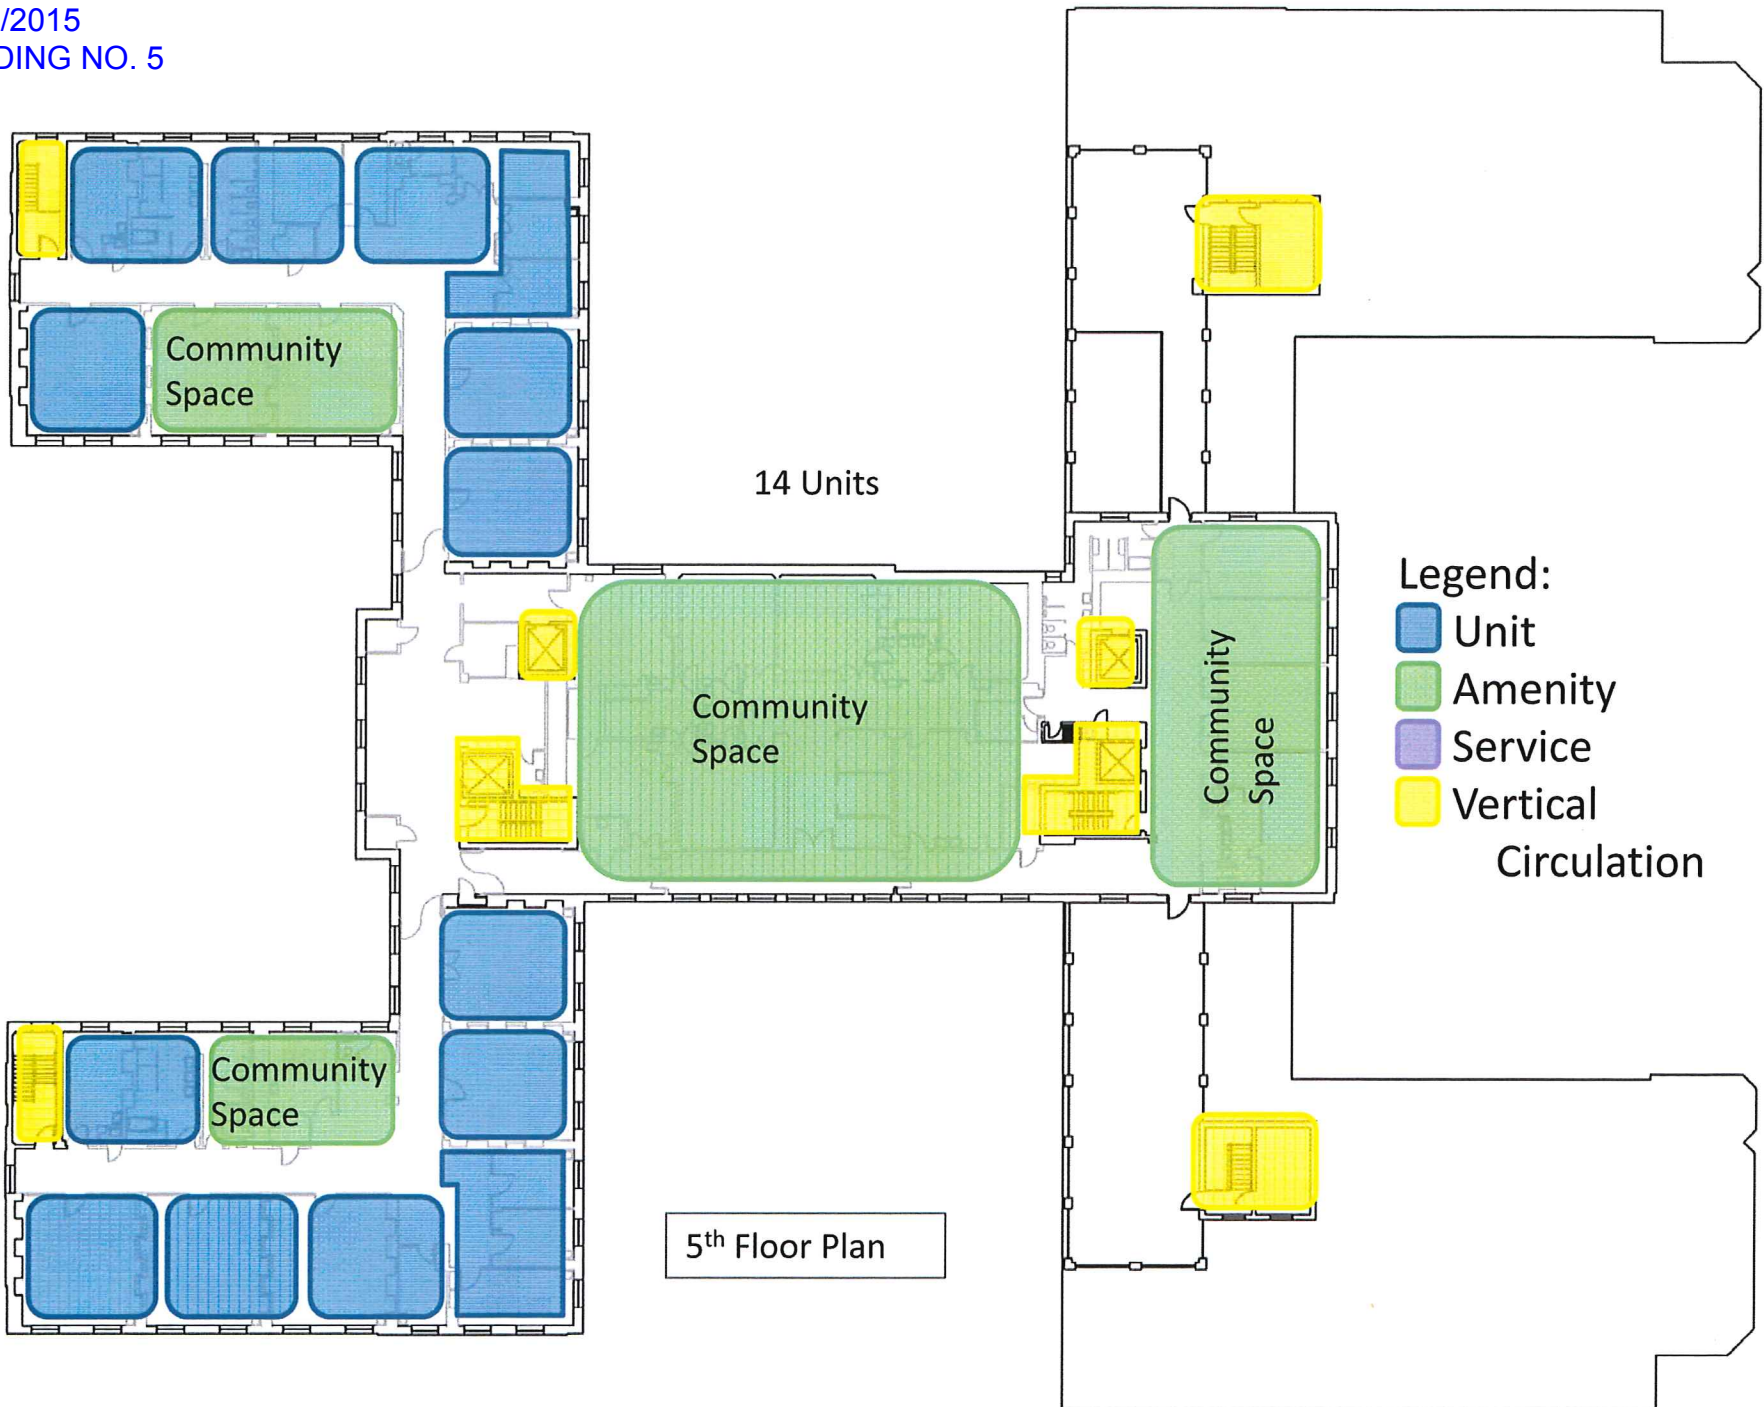 /2015
DING NO. 5
Community
Space
14 Units
Community
Space
Community
Space
Legend:
Unit
Amenity
Service
Vertical
Circulation
Community
Space
5th Floor Plan